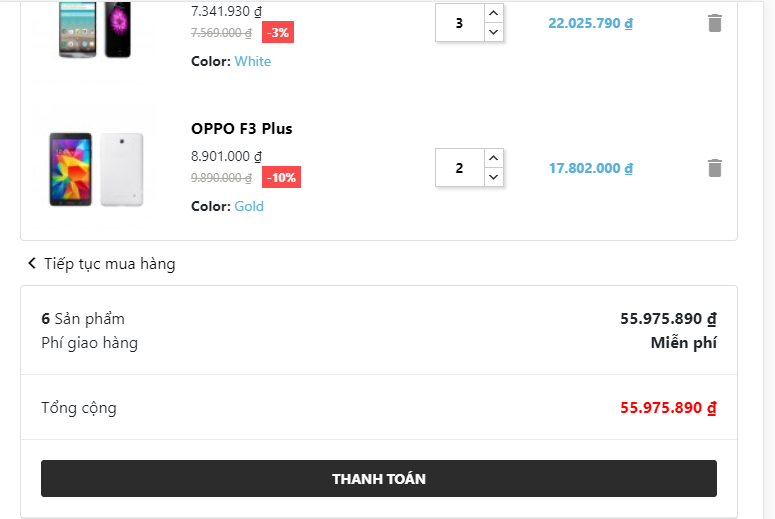 7.341.930 ₫
7.569.000 ₫ -3%
3
22.025.790 ₫
Color: White
OPPO F3 Plus
8.901.000 ₫
9.890.000 ₫ -10%
2
17.802.000 ₫
Color: Gold
Tiếp tục mua hàng
6 Sản phẩm 55.975.890 ₫
Phí giao hàng Miễn phí
Tổng cộng 55.975.890 ₫
THANH TOÁN